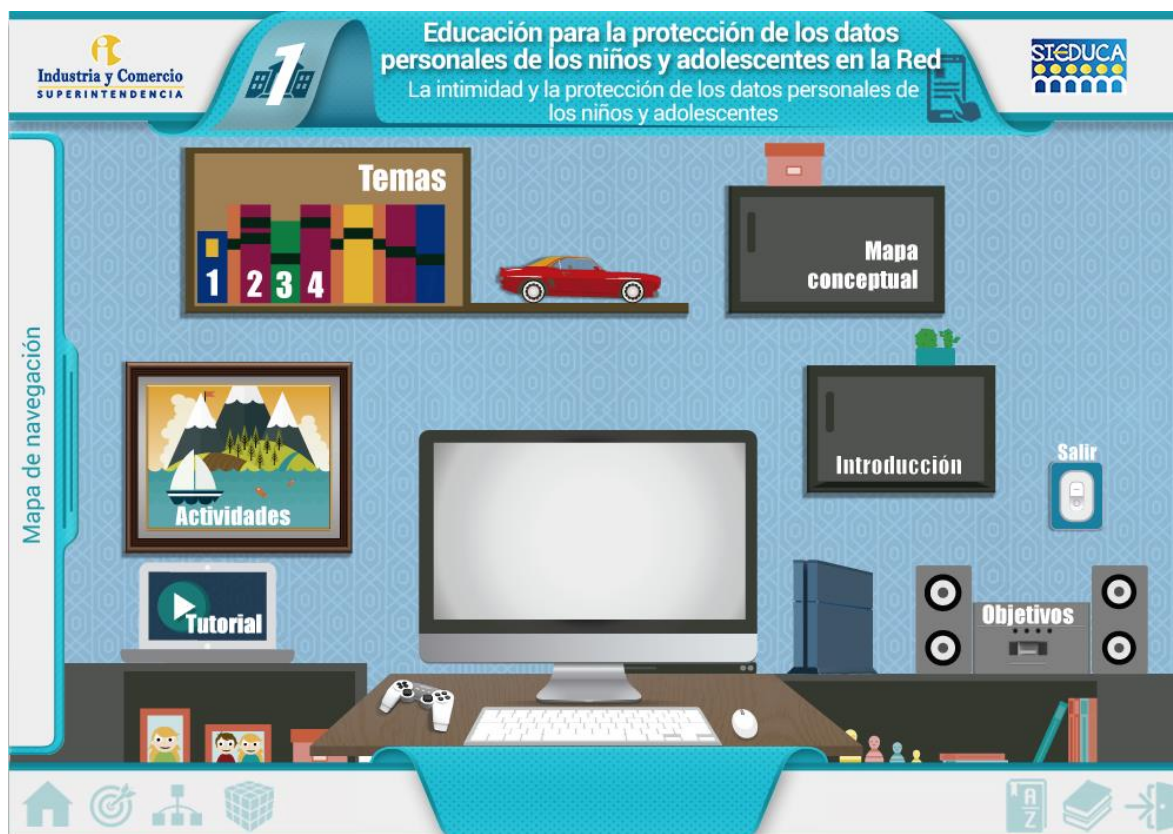 Industria y Comercio
SUPERINTENDENCIA
1
Educación para la protección de los datos
personales de los niños y adolescentes en la Red
La intimidad y la protección de los datos personales de
los niños y adolescentes
SIEDUCA
Mapa de navegación
Temas
1 2 3 4
Mapa
conceptual
Actividades
Introducción
Salir
Tutorial
Objetivos
A
Z